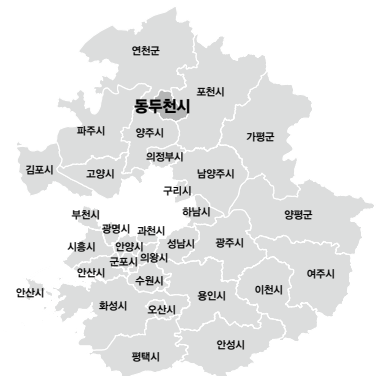 연천군
포천시
동두천시
파주시
양주시
가평군
의정부시
김포시
고양시
남양주시
구리시
하남시
부천시
양평군
광명시
과천시
시흥시
안양시
성남시
광주시
군포시
의왕시
안산시
수원시
여주시
안산시
화성시
오산시
용인시
이천시
평택시
안성시